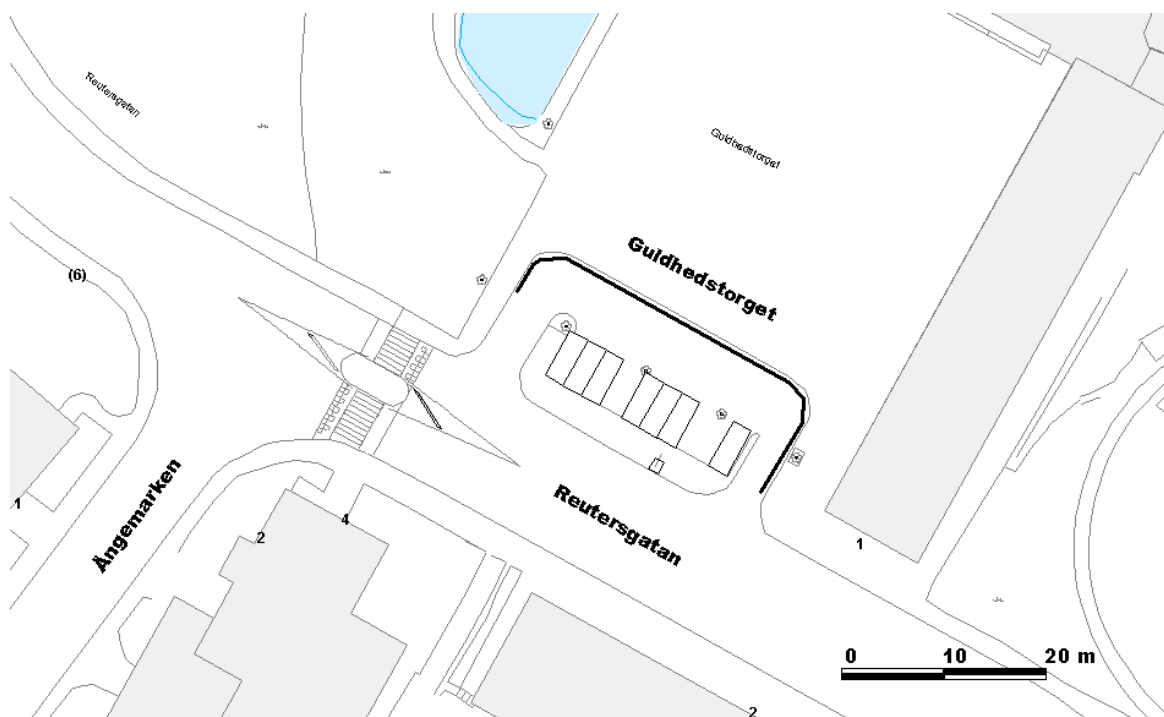 Reutersgatan
Guldhedstorget
Guldhedstorget
(6)
Ängemarken
Reutersgatan
1
2
4
1
2
0 10 20 m